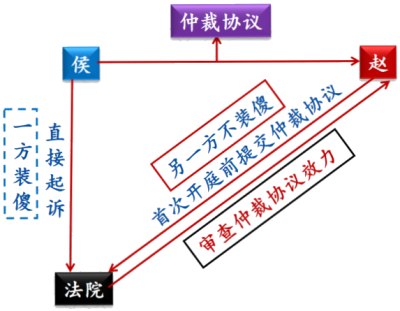 仲裁协议
侯
赵
一方装傻
直接起诉
另一方不装傻
首次开庭前提交仲裁协议
审查仲裁协议效力
法院